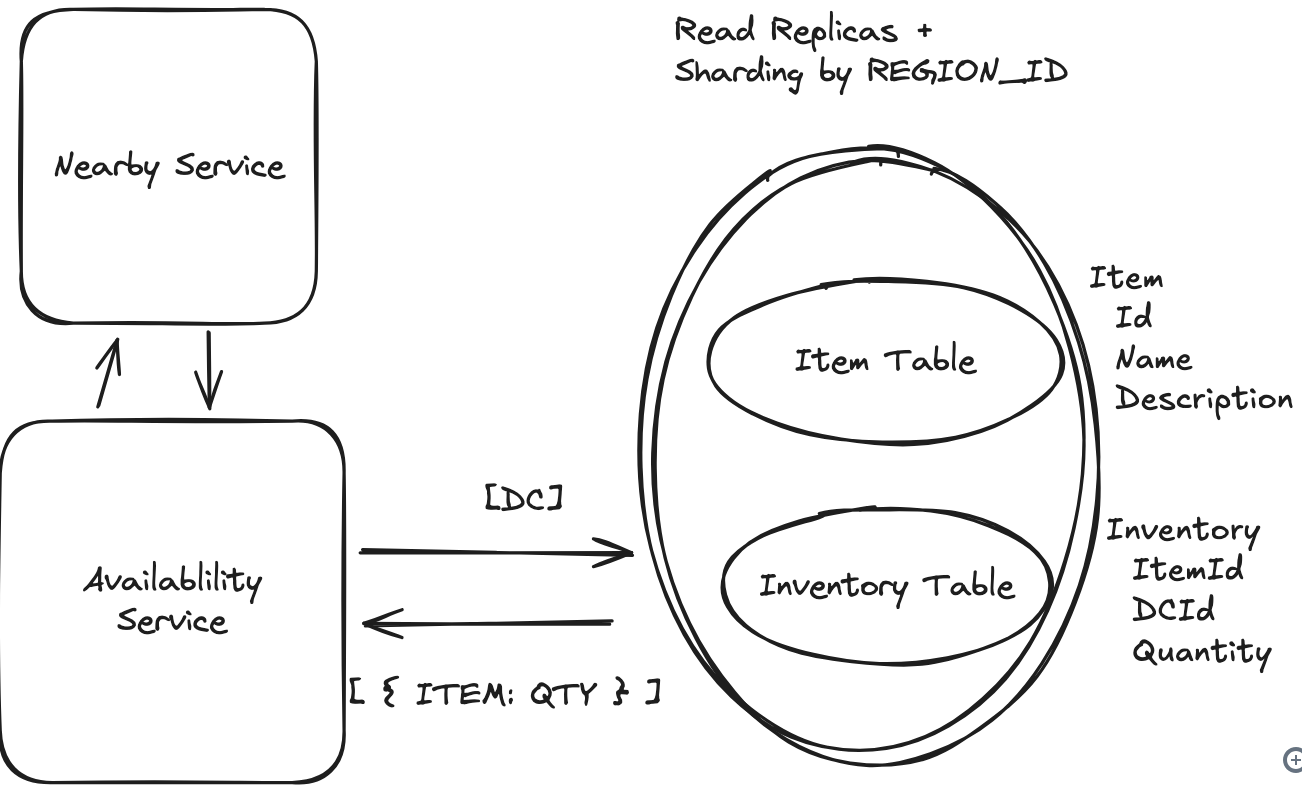 Read Replicas +
Sharding by REGION_ID
Nearby Service
Item
Id
Name
Description
Item Table
[DC]
Availablility
Service
Inventory Table
Inventory
ItemId
DCId
Quantity
[ { ITEM: QTY } ]